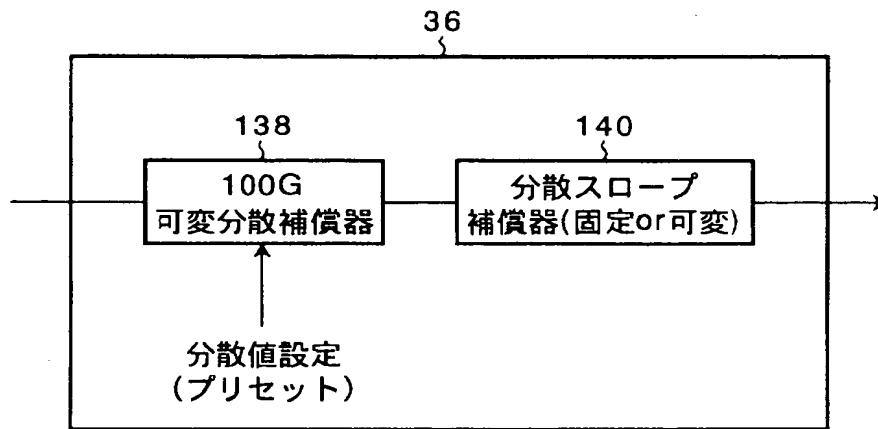 36
138
100G
可変分散補償器
140
分散スロープ
補償器(固定or可変)
分散値設定
(プリセット)